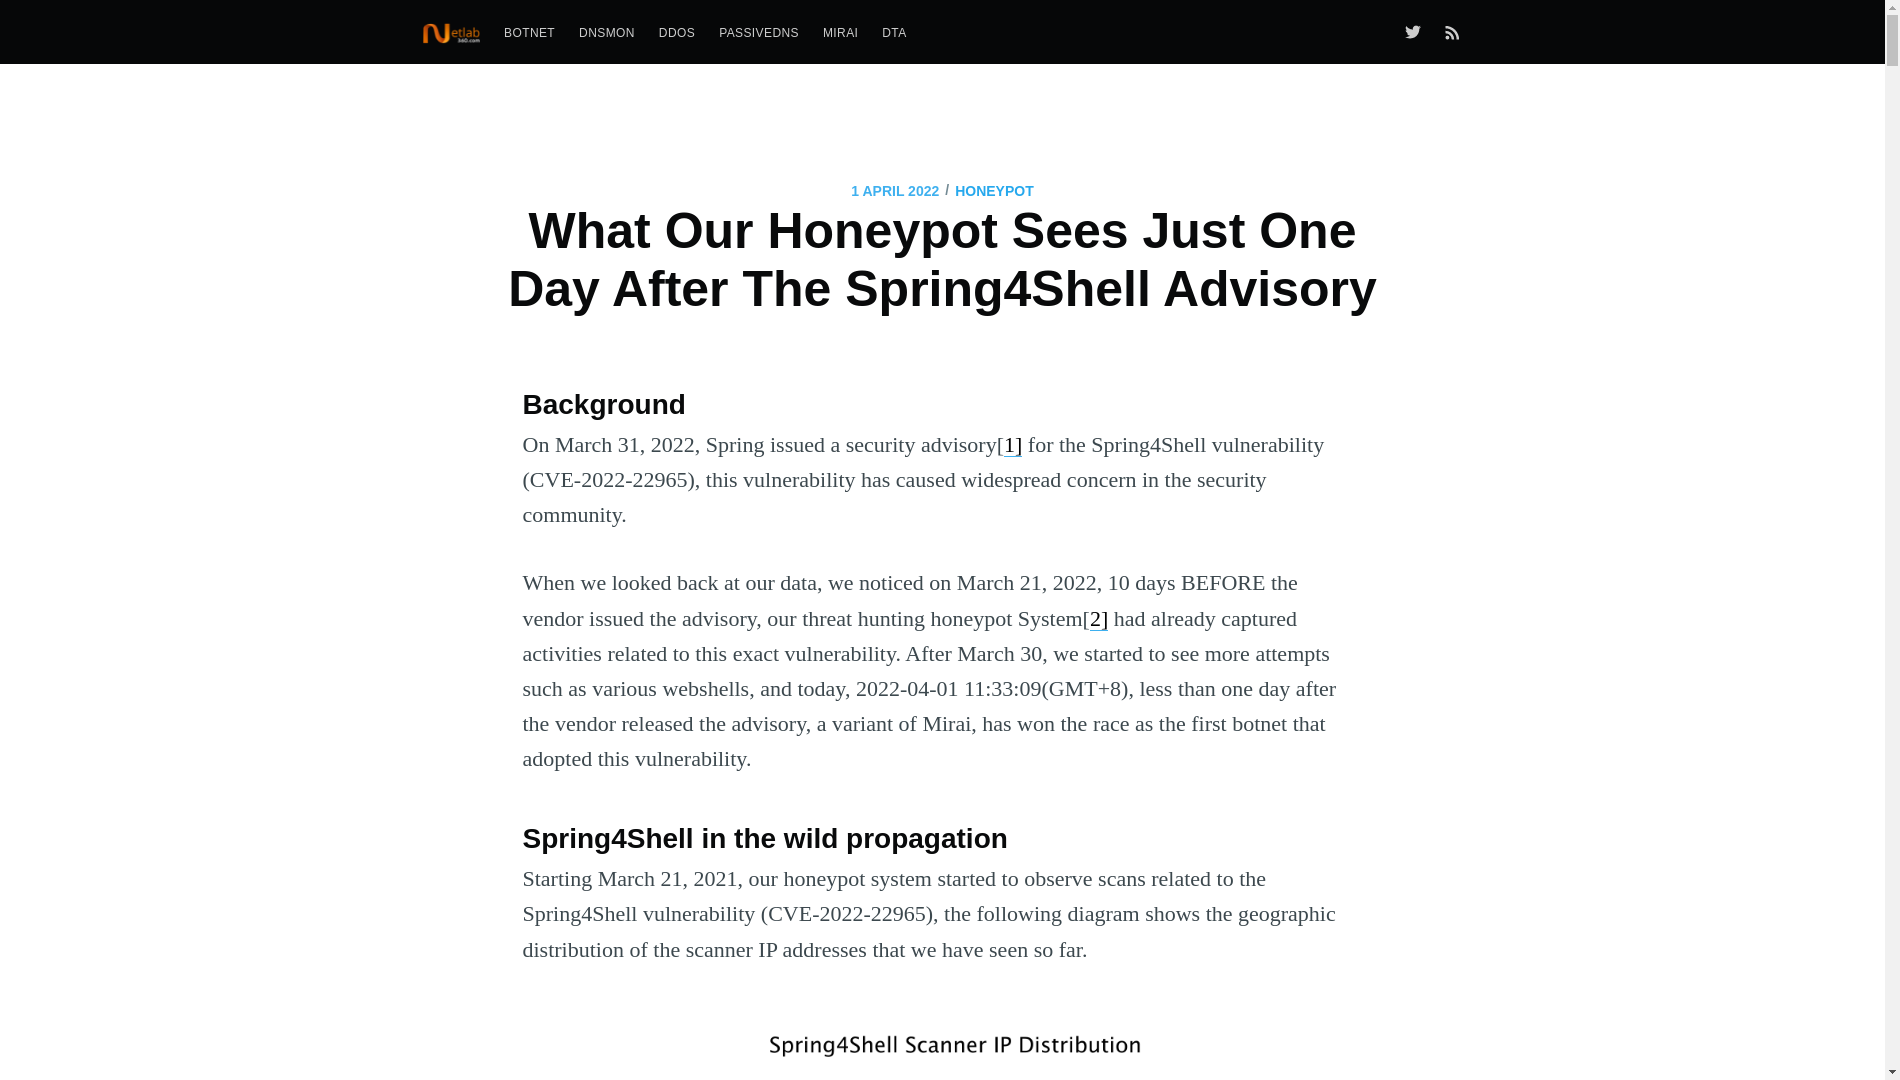 Netlab 360.com BOTNET DNSMON DDOS PASSIVEDNS MIRAI DTA
1 APRIL 2022 / HONEYPOT
What Our Honeypot Sees Just One
Day After The Spring4Shell Advisory
Background
On March 31, 2022, Spring issued a security advisory[1] for the Spring4Shell vulnerability
(CVE-2022-22965), this vulnerability has caused widespread concern in the security
community.
When we looked back at our data, we noticed on March 21, 2022, 10 days BEFORE the
vendor issued the advisory, our threat hunting honeypot System[2] had already captured
activities related to this exact vulnerability. After March 30, we started to see more attempts
such as various webshells, and today, 2022-04-01 11:33:09(GMT+8), less than one day after
the vendor released the advisory, a variant of Mirai, has won the race as the first botnet that
adopted this vulnerability.
Spring4Shell in the wild propagation
Starting March 21, 2021, our honeypot system started to observe scans related to the
Spring4Shell vulnerability (CVE-2022-22965), the following diagram shows the geographic
distribution of the scanner IP addresses that we have seen so far.
Spring4Shell Scanner IP Distribution